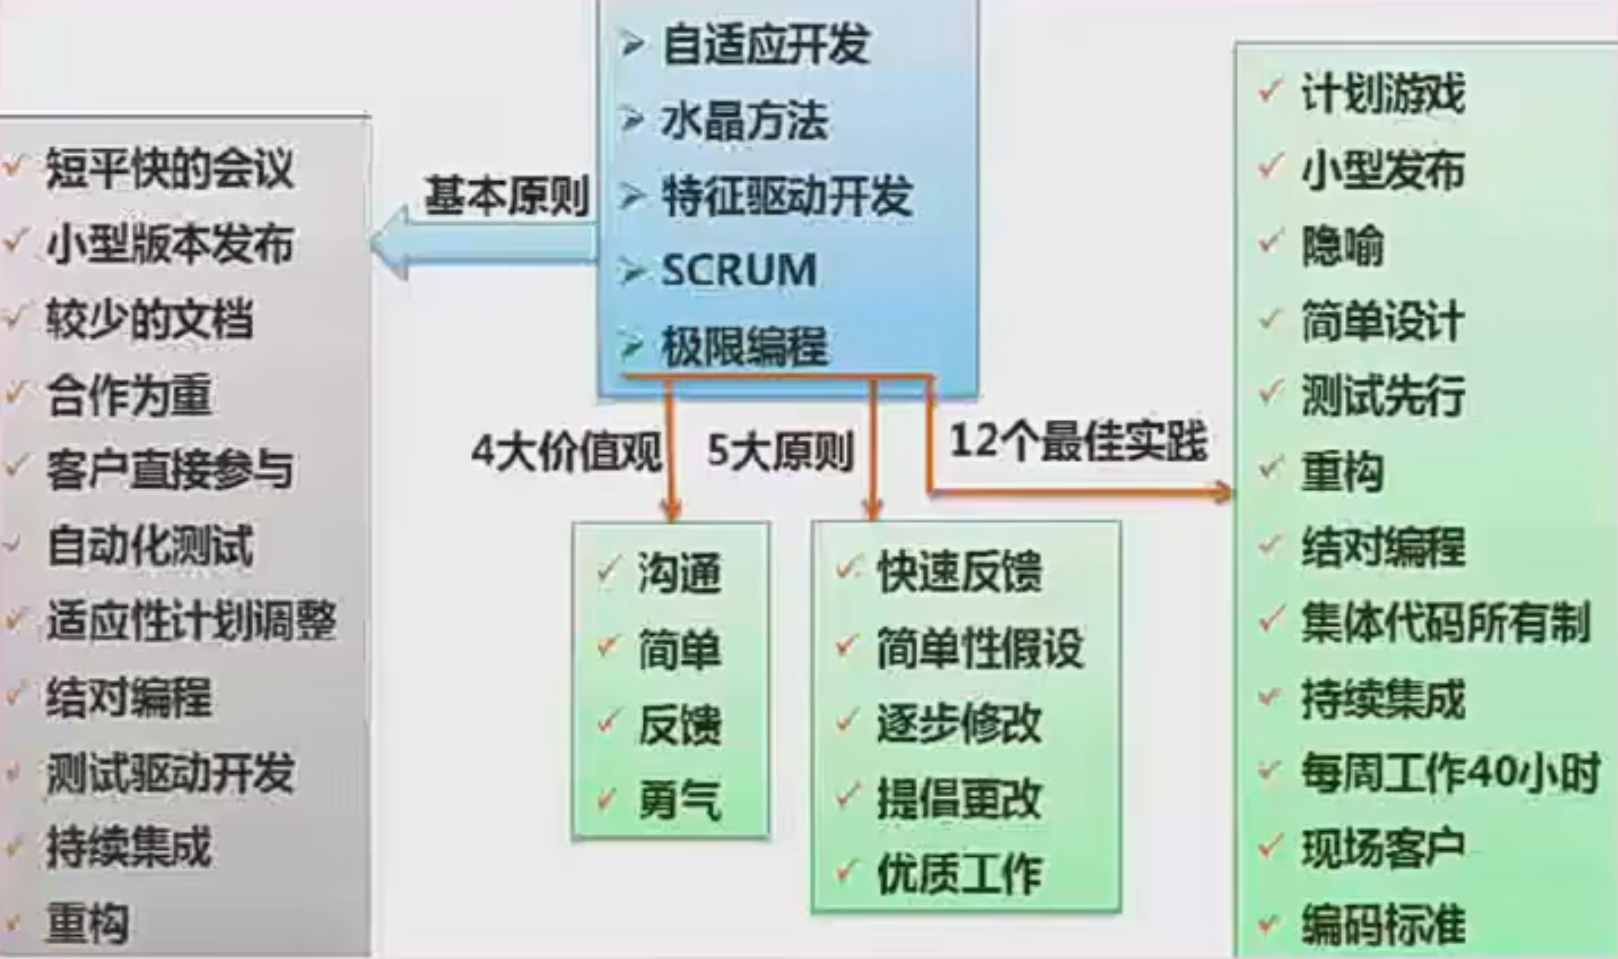 自适应开发
水晶方法
特征驱动开发
SCRUM
极限编程
基本原则
短平快的会议
小型版本发布
较少的文档
合作为重
客户直接参与
自动化测试
适应性计划调整
结对编程
测试驱动开发
持续集成
重构
4大价值观
沟通
简单
反馈
勇气
5大原则
快速反馈
简单性假设
逐步修改
提倡更改
优质工作
12个最佳实践
计划游戏
小型发布
隐喻
简单设计
测试先行
重构
结对编程
集体代码所有制
持续集成
每周工作40小时
现场客户
编码标准